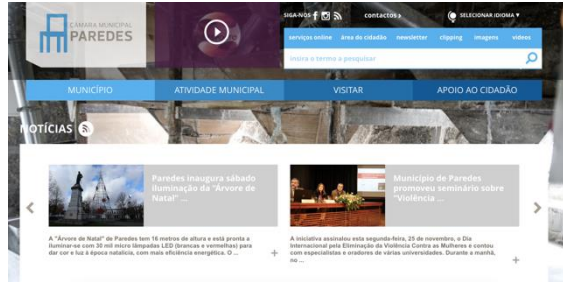 CÂMARA MUNICIPAL
PAREDES
SIGA-NOS
contactos
SELECIONAR IDIOMA ▼
serviços online área do cidadão newsletter clipping imagens videos
insira o termo a pesquisar
MUNICÍPIO ATIVIDADE MUNICIPAL VISITAR APOIO AO CIDADÃO
NOTÍCIAS
Paredes inaugura sábado
iluminação da "Árvore de
Natal" ...
A "Árvore de Natal" de Paredes tem 16 metros de altura e está pronta a
iluminar-se com 30 mil micro lâmpadas LED (brancas e vermelhas) para
dar cor e luz à época natalícia, com mais eficiência energética. O ...
+
Município de Paredes
promoveu seminário sobre
"Violência ...
A iniciativa assinalou esta segunda-feira, 25 de novembro, o Dia
Internacional pela Eliminação da Violência Contra as Mulheres e contou
com especialistas e oradores de várias universidades. Durante a manhã,
no ...
+